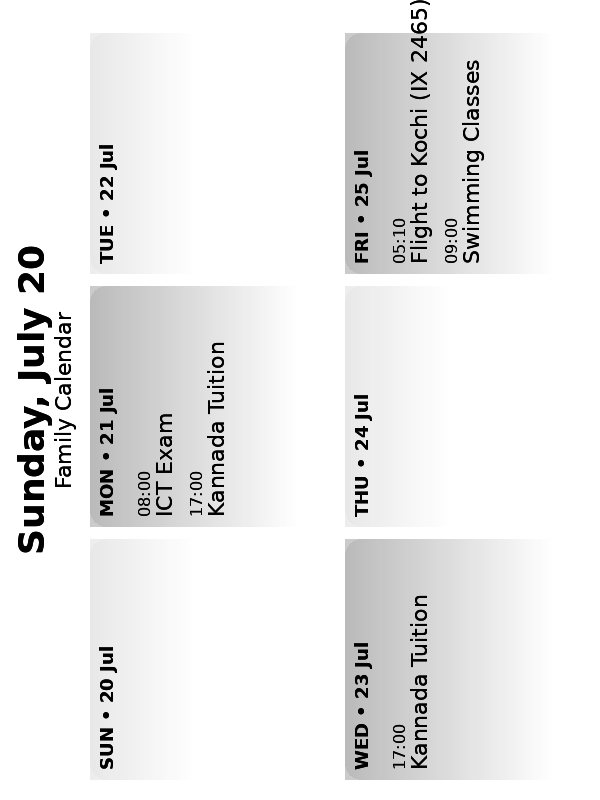 Sunday, July 20
Family Calendar
SUN • 20 Jul
MON • 21 Jul
08:00
ICT Exam
17:00
Kannada Tuition
TUE • 22 Jul
WED • 23 Jul
17:00
Kannada Tuition
THU • 24 Jul
FRI • 25 Jul
05:10
Flight to Kochi (IX 2465)
09:00
Swimming Classes